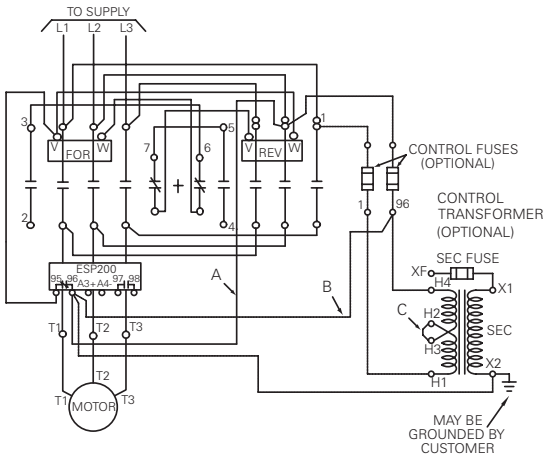 TO SUPPLY
L1 L2 L3
3
5
1
V FOR W
7
6
V REV W
CONTROL FUSES
(OPTIONAL)
2
4
1
96
CONTROL
TRANSFORMER
(OPTIONAL)
ESP200
95 96 A3+A4- 97 98
A
B
SEC FUSE
XF
H4
X1
C
H2
H3
SEC
T1 T2 T3
H1
X2
T2
T1 MOTOR T3
MAY BE
GROUNDED BY
CUSTOMER